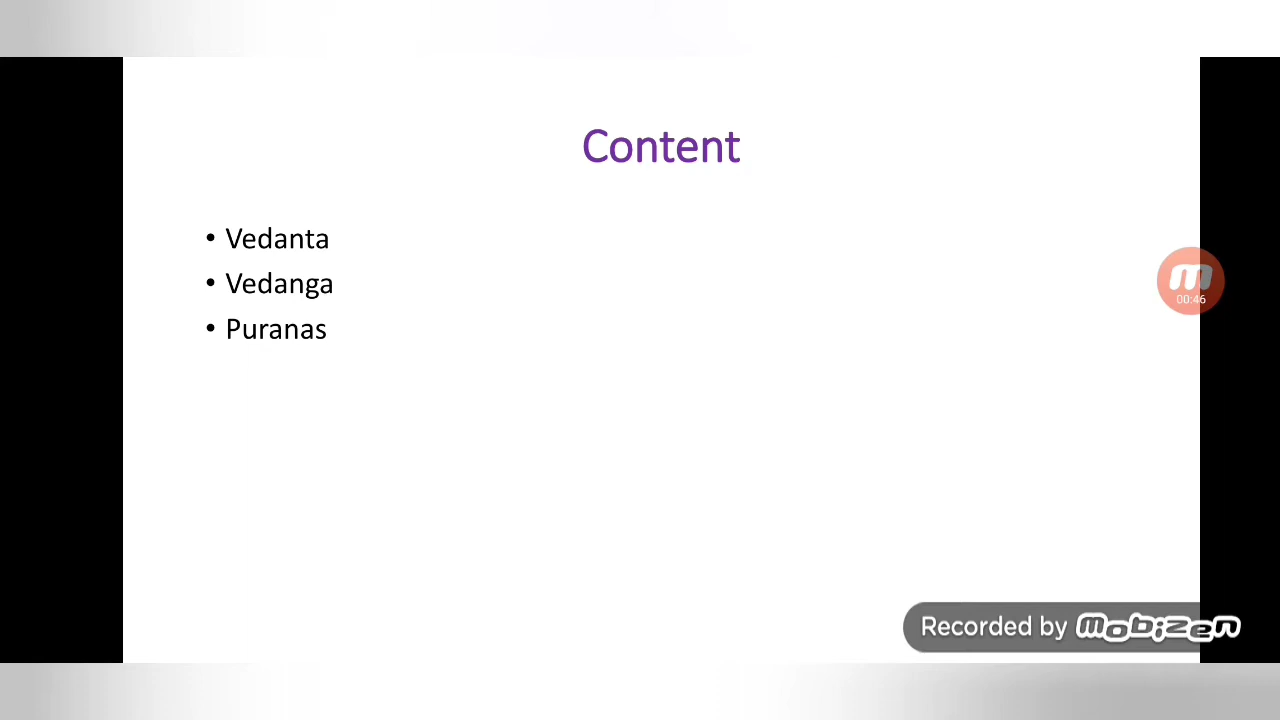 Content
• Vedanta
• Vedanga
• Puranas
00:46
Recorded by Mobizen